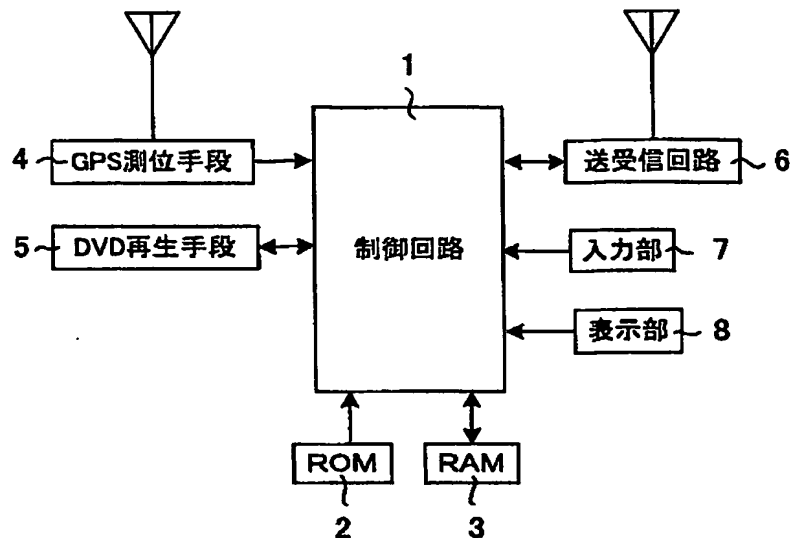 1
4
GPS測位手段
送受信回路
6
5
DVD再生手段
制御回路
入力部
7
表示部
8
ROM
RAM
2
3